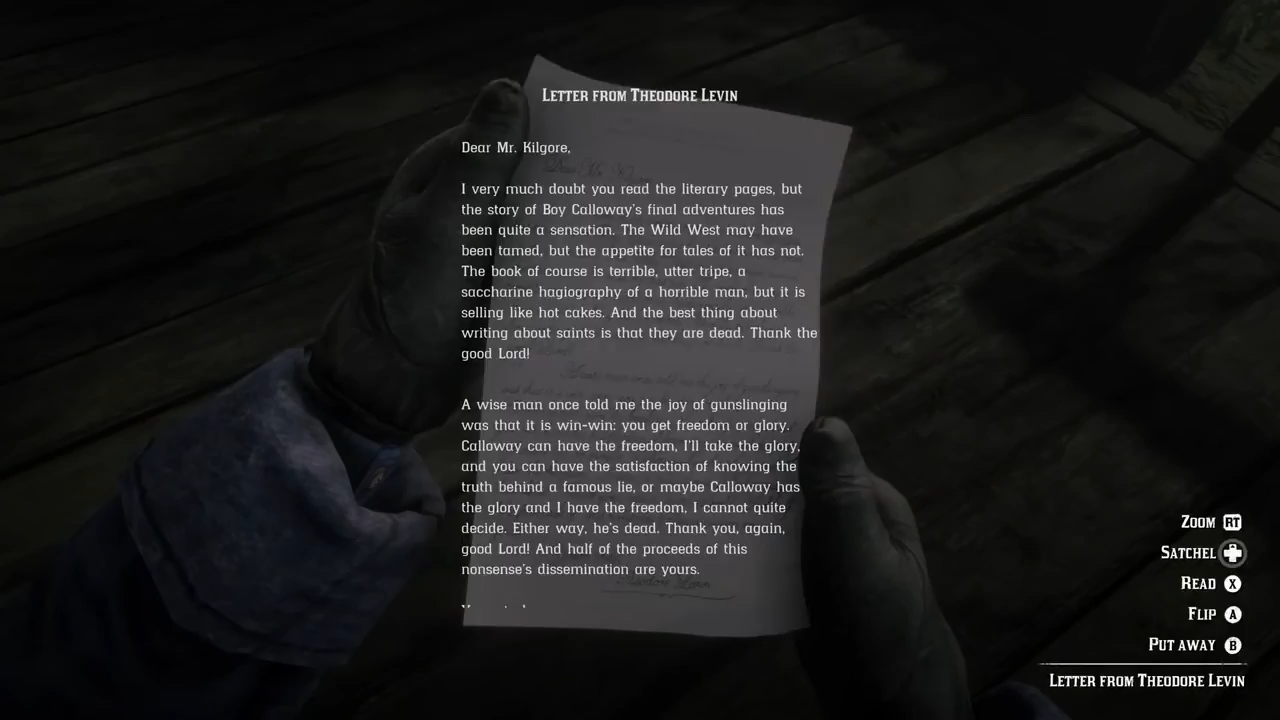 Letter from Theodore Levin
Dear Mr. Kilgore,
I very much doubt you read the literary pages, but
the story of Boy Calloway's final adventures has
been quite a sensation. The Wild West may have
been tamed, but the appetite for tales of it has not.
The book of course is terrible, utter tripe, a
saccharine hagiography of a horrible man, but it is
selling like hot cakes. And the best thing about
writing about saints is that they are dead. Thank the
good Lord!
A wise man once told me the joy of gunslinging
was that it is win-win: you get freedom or glory.
Calloway can have the freedom, I'll take the glory,
and you can have the satisfaction of knowing the
truth behind a famous lie, or maybe Calloway has
the glory and I have the freedom, I cannot quite
decide. Either way, he's dead. Thank you, again,
good Lord! And half of the proceeds of this
nonsense's dissemination are yours.
Zoom RT
Satchel
Read X
Flip A
Put away B
Letter from Theodore Levin